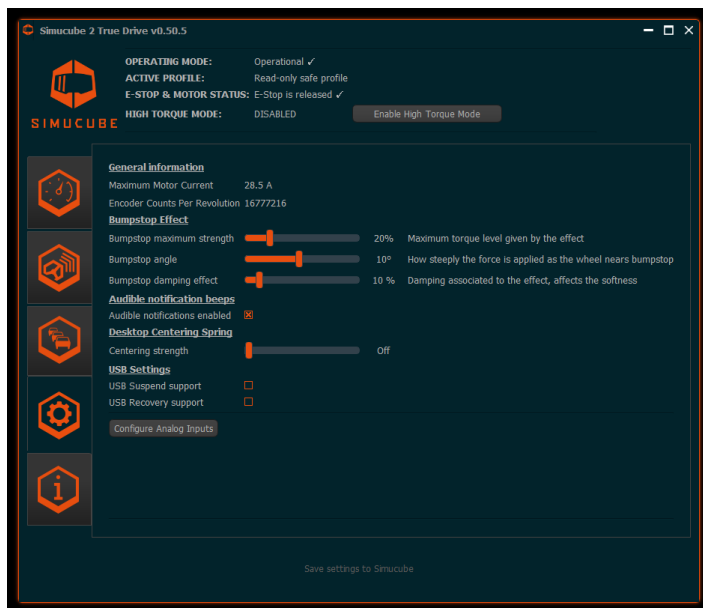 Simucube 2 True Drive v0.50.5
OPERATING MODE: Operational ✓
ACTIVE PROFILE: Read-only safe profile
E-STOP & MOTOR STATUS: E-Stop is released ✓
HIGH TORQUE MODE: DISABLED Enable High Torque Mode
SIMUCUBE
General information
Maximum Motor Current 28.5 A
Encoder Counts Per Revolution 16777216
Bumpstop Effect
Bumpstop maximum strength 20% Maximum torque level given by the effect
Bumpstop angle 10° How steeply the force is applied as the wheel nears bumpstop
Bumpstop damping effect 10 % Damping associated to the effect, affects the softness
Audible notification beeps
Audible notifications enabled
Desktop Centering Spring
Centering strength Off
USB Settings
USB Suspend support
USB Recovery support
Configure Analog Inputs
Save settings to Simucube